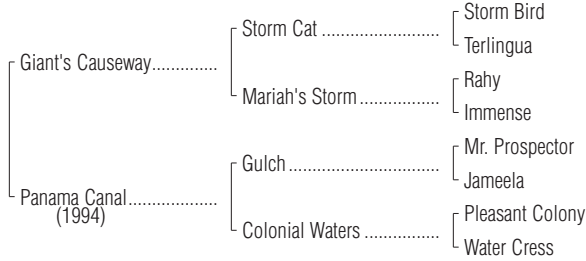 Storm Bird
Storm Cat ..............................
Terlingua
Giant's Causeway................
Rahy
Mariah's Storm ....................
Immense
Mr. Prospector
Gulch ......................................
Jameela
Panama Canal......................
(1994)
Pleasant Colony
Colonial Waters ...................
Water Cress